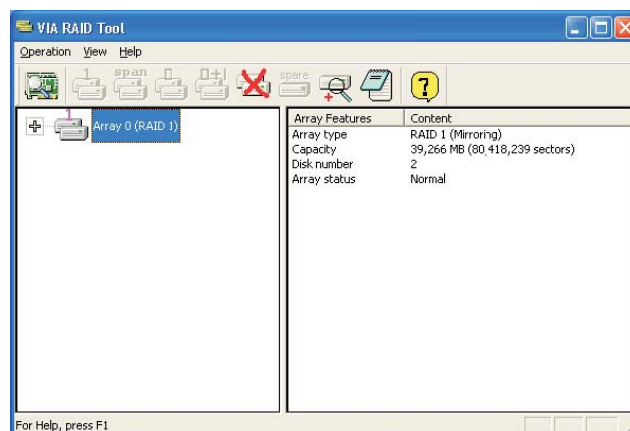 VIA RAID Tool
Operation View Help
1 span 0 0+1 spare ?
1
Array 0 (RAID 1)
Array Features Content
Array type RAID 1 (Mirroring)
Capacity 39,266 MB (80,418,239 sectors)
Disk number 2
Array status Normal
For Help, press F1